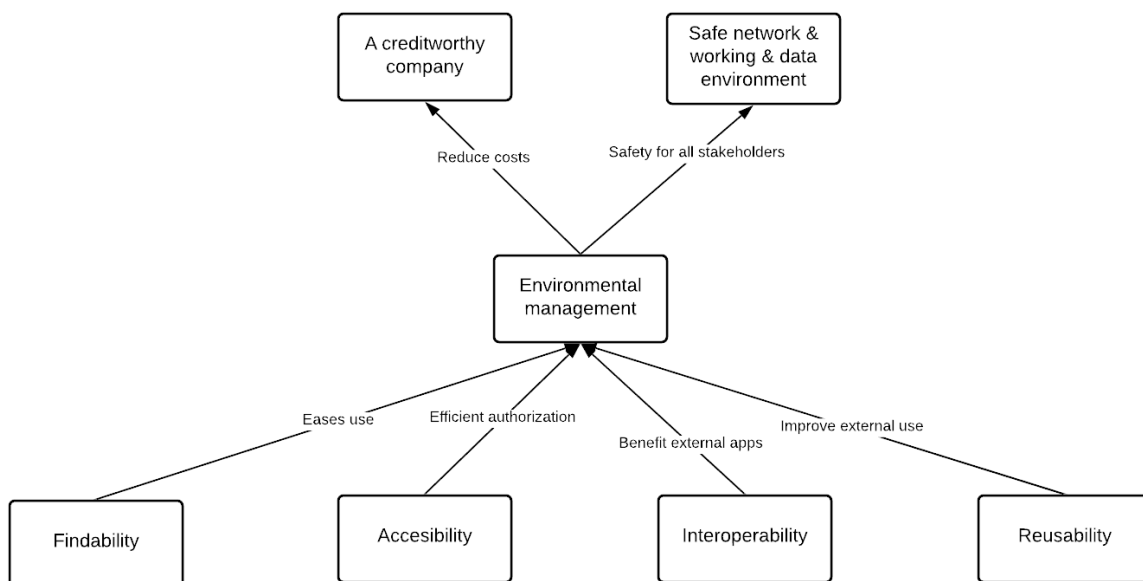 A creditworthy
company
Safe network &
working & data
environment
Reduce costs
Safety for all stakeholders
Environmental
management
Eases use
Efficient authorization
Benefit external apps
Improve external use
Findability
Accesibility
Interoperability
Reusability